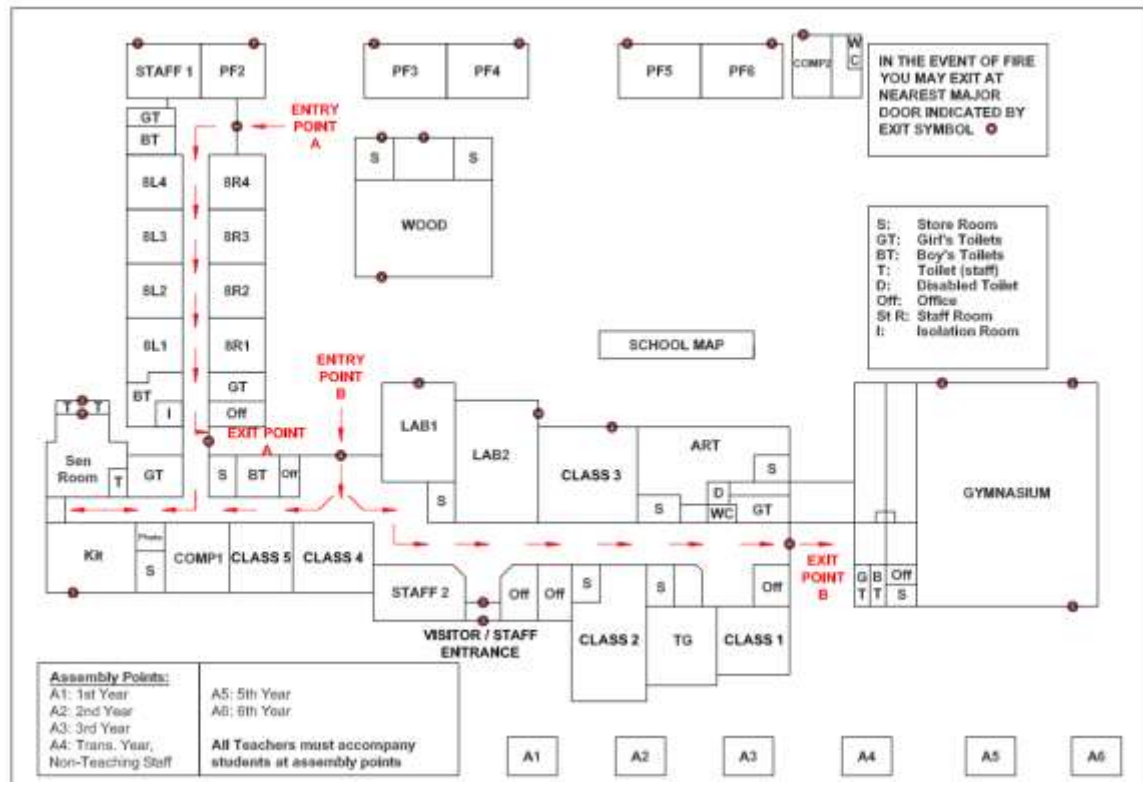 STAFF 1
PF2
PF3
PF4
PF5
PF6
COMP2
W
C
IN THE EVENT OF FIRE
YOU MAY EXIT AT
NEAREST MAJOR
DOOR INDICATED BY
EXIT SYMBOL
GT
BT
ENTRY
POINT
A
S
S
WOOD
8L4
8R4
8L3
8R3
8L2
8R2
8L1
8R1
S: Store Room
GT: Girl's Toilets
BT: Boy's Toilets
T: Toilet (staff)
D: Disabled Toilet
Off: Office
St R: Staff Room
I: Isolation Room
SCHOOL MAP
ENTRY
POINT
B
BT
I
GT
Off
T
T
EXIT POINT
A
Sen
Room
T
GT
S
BT
Off
LAB1
S
LAB2
CLASS 3
ART
S
S
D
WC
GT
GYMNASIUM
Kit
Photo
S
COMP1
CLASS 5
CLASS 4
STAFF 2
Off
Off
S
S
Off
EXIT
POINT
B
G
T
B
T
Off
S
VISITOR / STAFF
ENTRANCE
CLASS 2
TG
CLASS 1
Assembly Points:
A1: 1st Year
A2: 2nd Year
A3: 3rd Year
A4: Trans. Year,
Non-Teaching Staff
A5: 5th Year
A6: 6th Year
All Teachers must accompany
students at assembly points
A1
A2
A3
A4
A5
A6